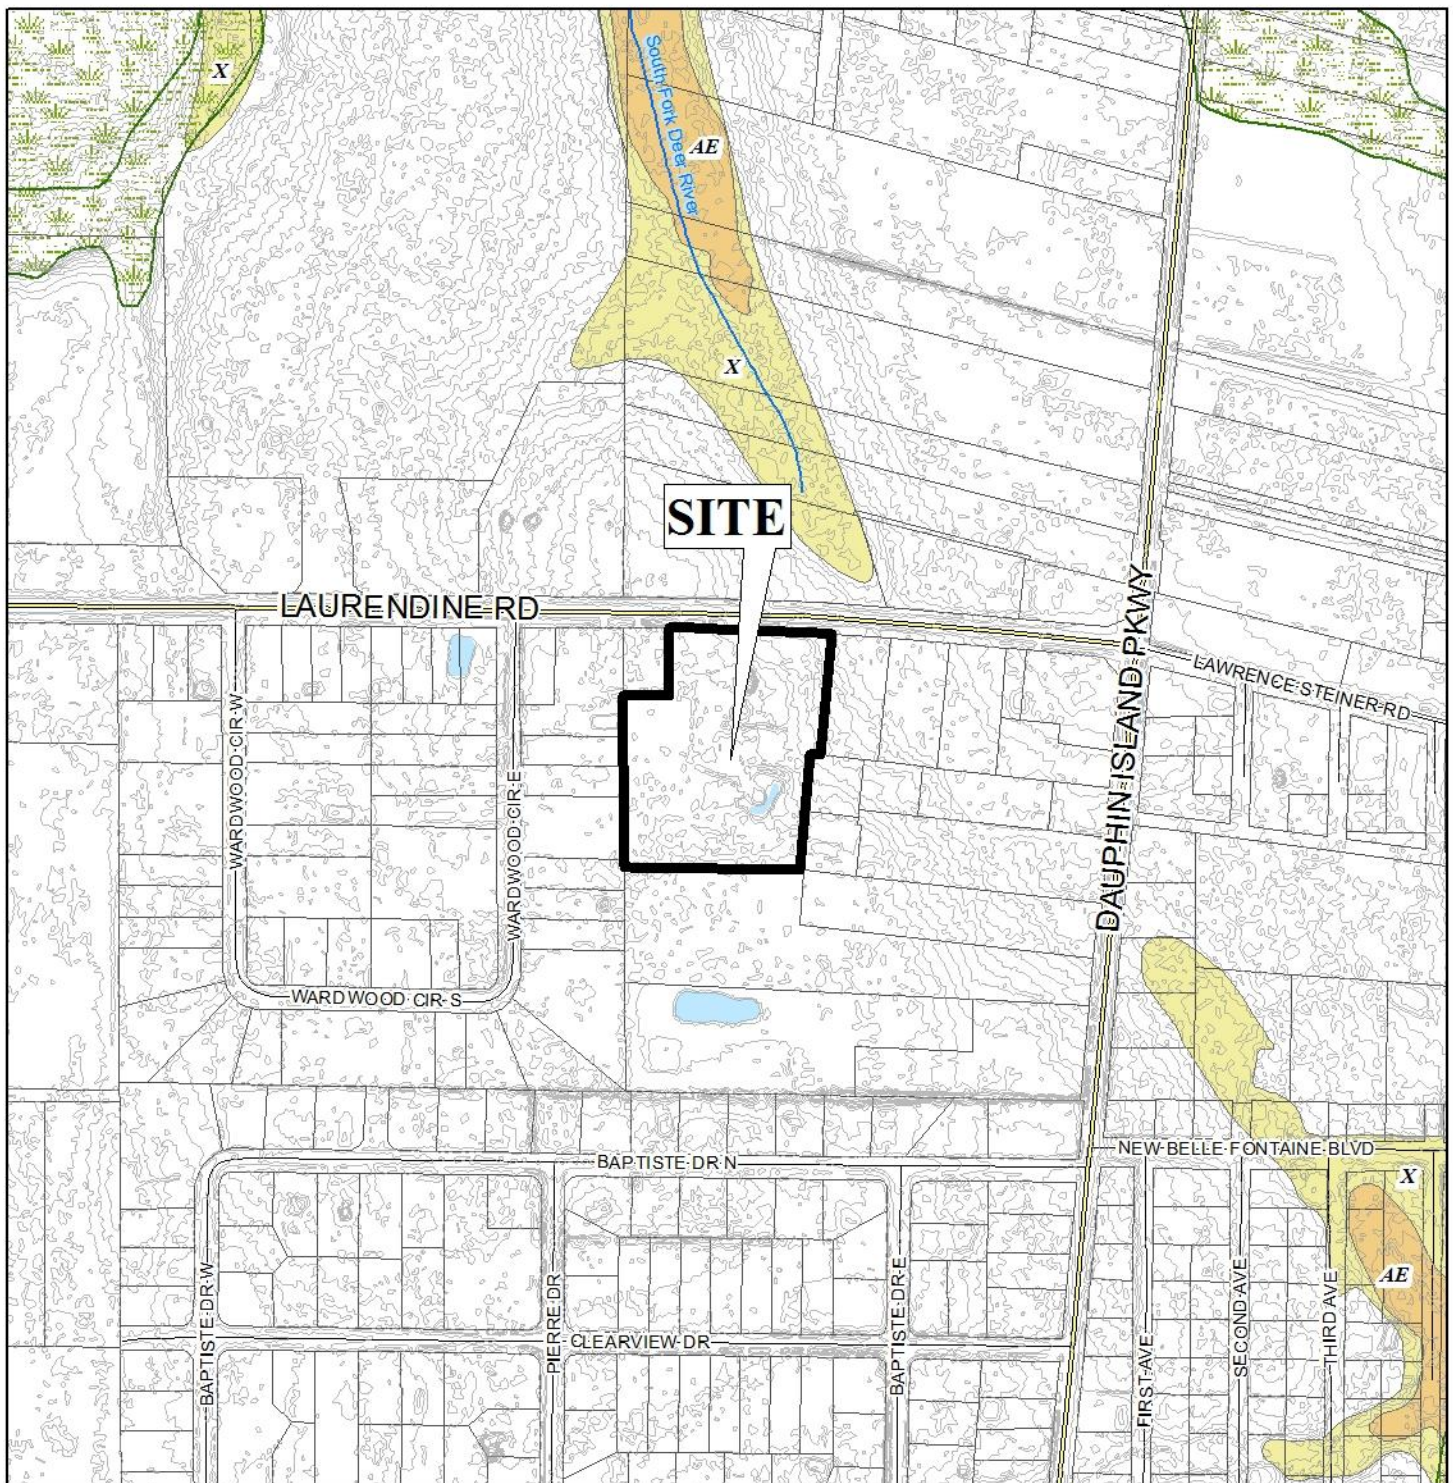 X
South Fork Deer River
AE
X
SITE
LAURENDINE RD
DAUPHIN ISLAND PKWY
LAWRENCE STEINER RD
WARDWOOD CIR W
WARDWOOD CIR E
WARDWOOD CIR S
NEW BELLE FONTAINE BLVD
BAPTISTE DR N
X
AE
BAPTISTE DR W
PIERRE DR
CLEARVIEW DR
BAPTISTE DR E
FIRST AVE
SECOND AVE
THIRD AVE